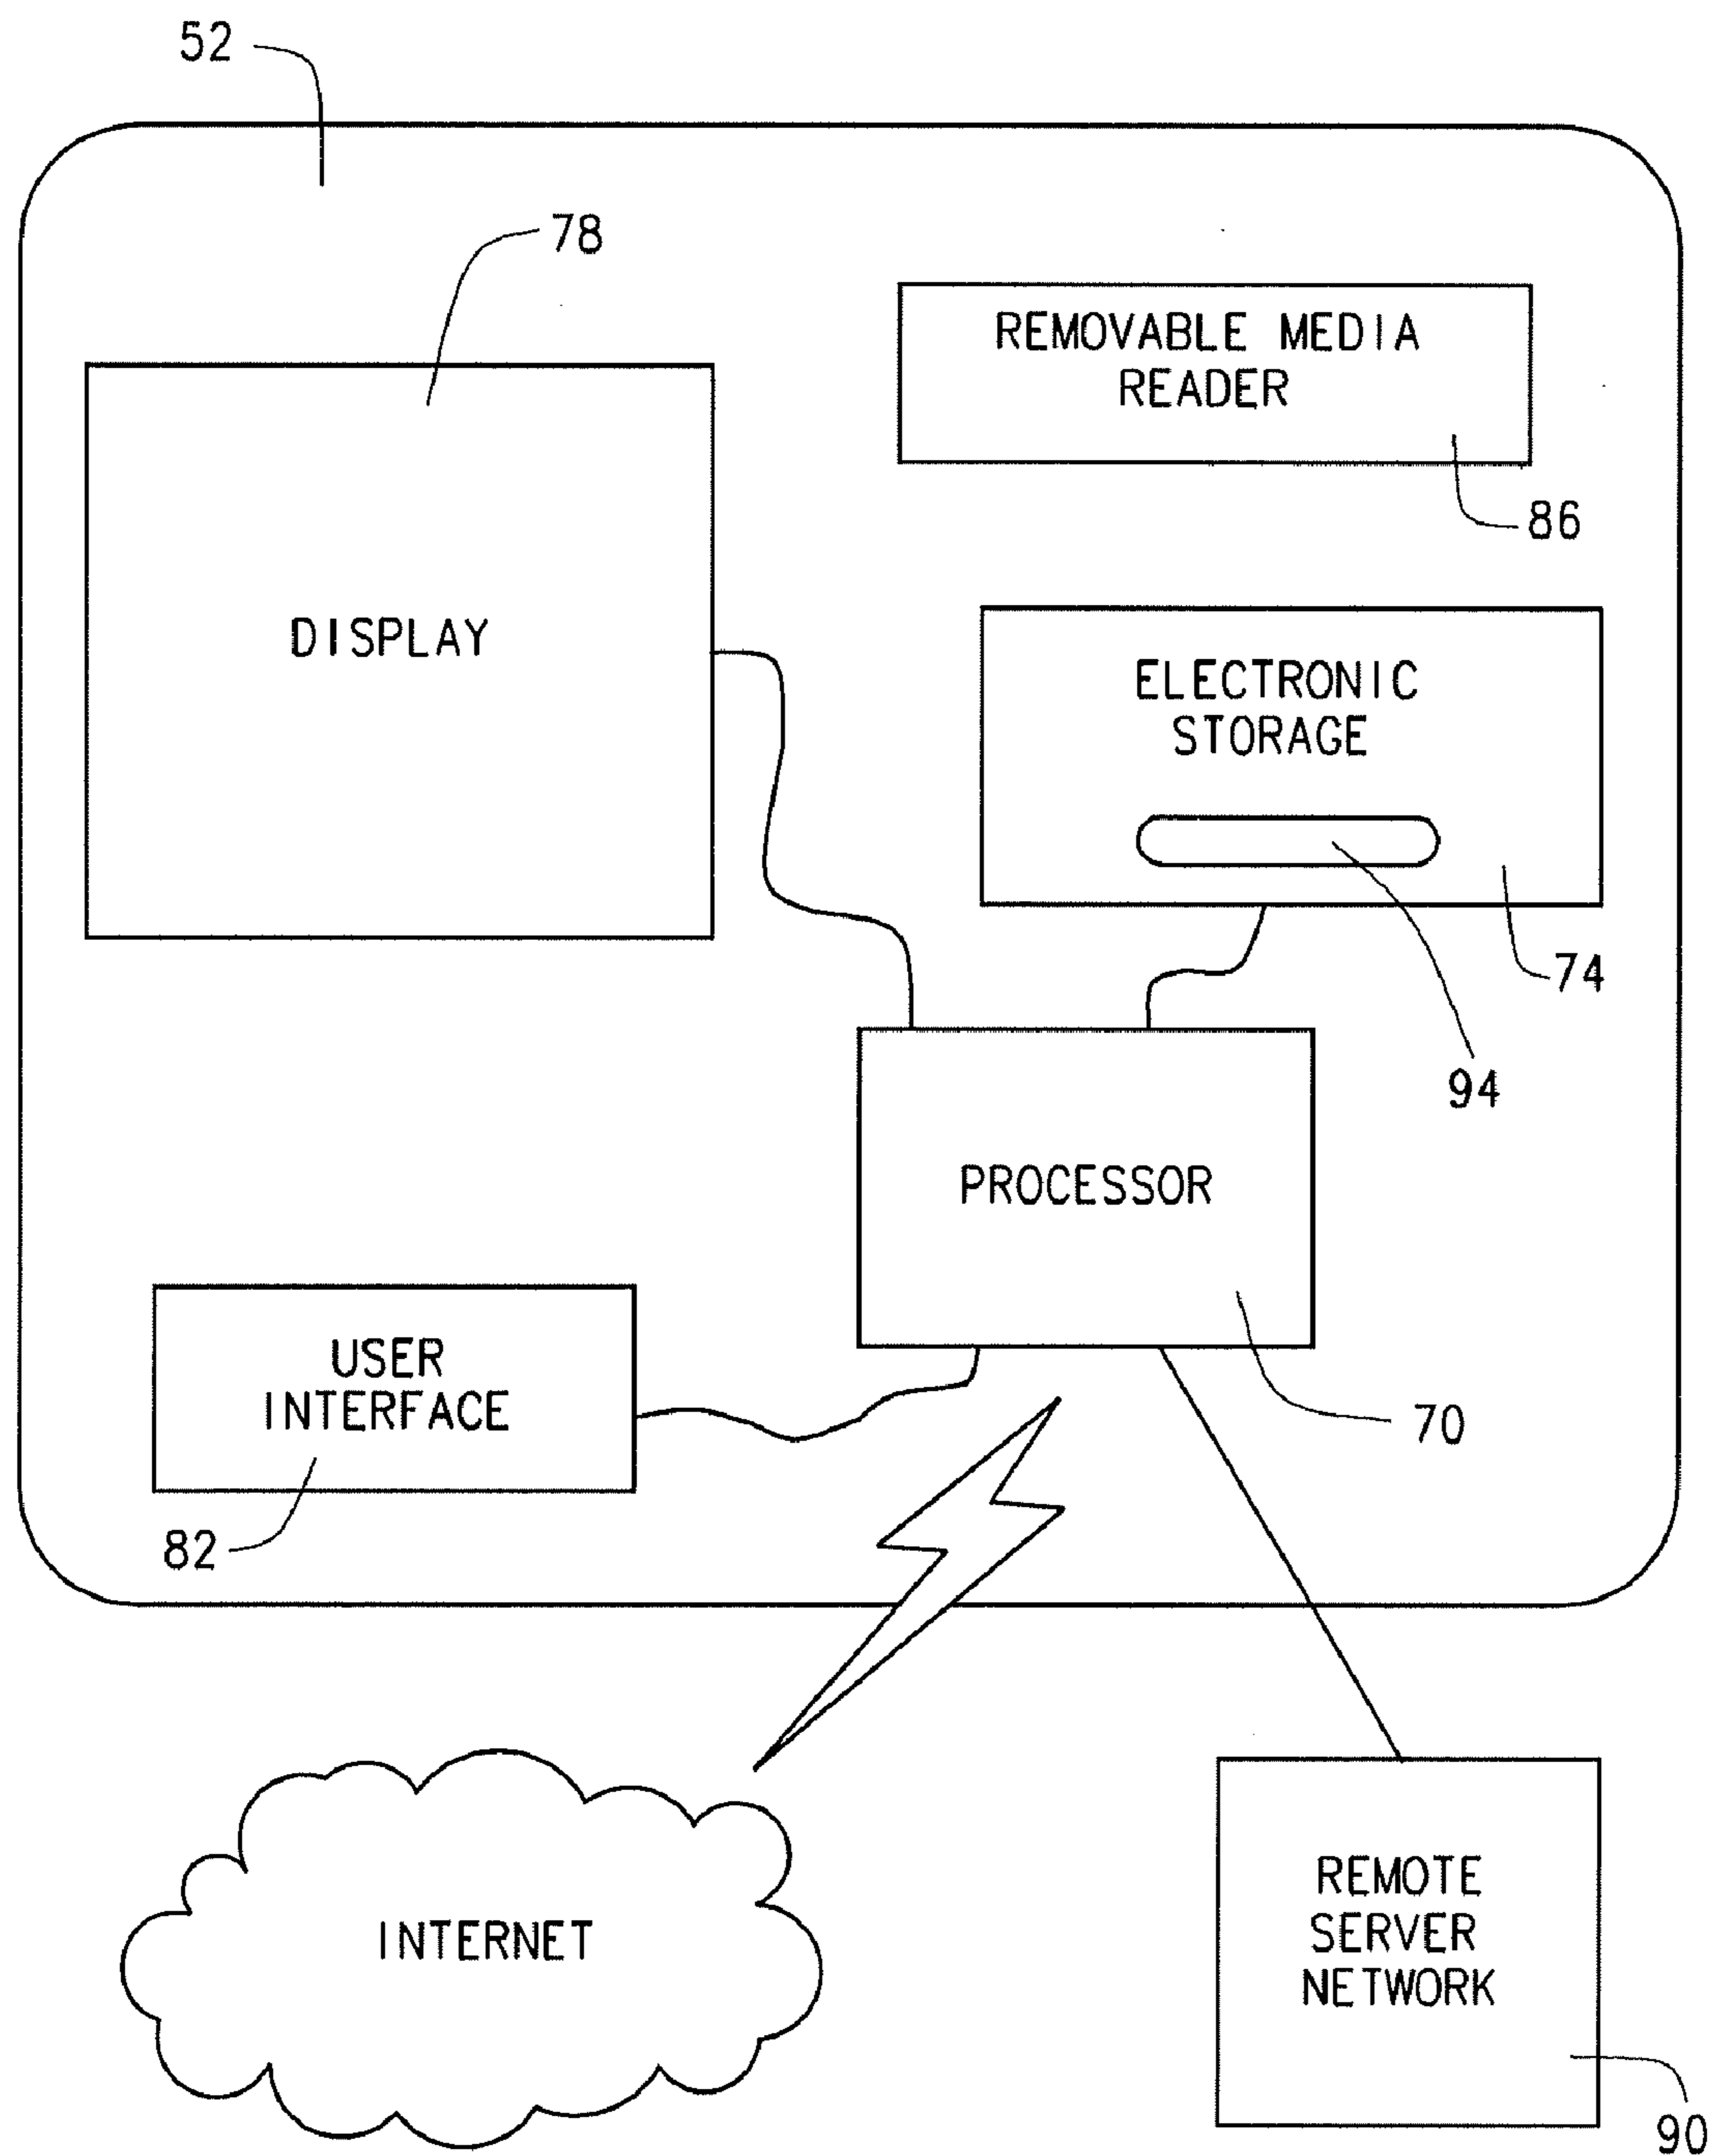 52
78
REMOVABLE MEDIA
READER
86
DISPLAY
ELECTRONIC
STORAGE
74
94
PROCESSOR
USER
INTERFACE
70
82
REMOTE
SERVER
NETWORK
INTERNET
90